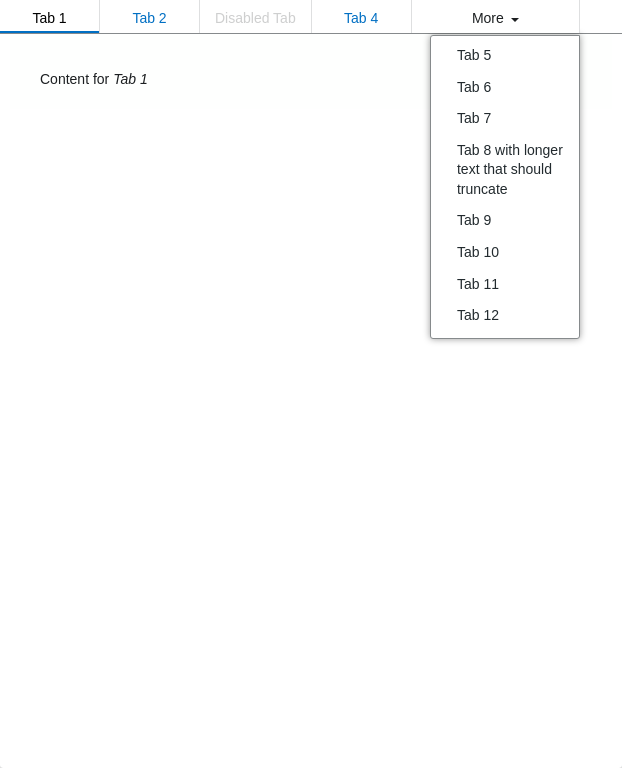 Tab 1 Tab 2 Disabled Tab Tab 4 More
Content for Tab 1
Tab 5
Tab 6
Tab 7
Tab 8 with longer
text that should
truncate
Tab 9
Tab 10
Tab 11
Tab 12